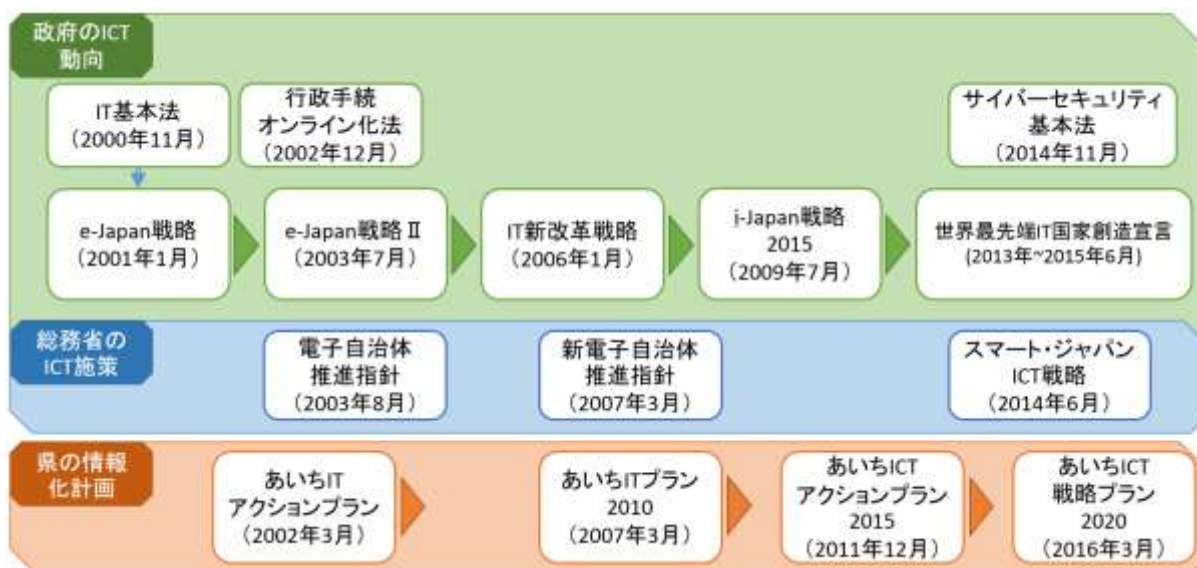 政府のICT
動向
IT基本法
（2000年11月）
行政手続
オンライン化法
（2002年12月）
サイバーセキュリティ
基本法
（2014年11月）
e-Japan戦略
（2001年1月）
e-Japan戦略Ⅱ
（2003年7月）
IT新改革戦略
（2006年1月）
i-Japan戦略
2015
（2009年7月）
世界最先端IT国家創造宣言
(2013年~2015年6月)
総務省の
ICT施策
電子自治体
推進指針
（2003年8月）
新電子自治体
推進指針
（2007年3月）
スマート・ジャパン
ICT戦略
（2014年6月）
県の情報
化計画
あいちIT
アクションプラン
（2002年3月）
あいちITプラン
2010
（2007年3月）
あいちICT
アクションプラン
2015
（2011年12月）
あいちICT
戦略プラン
2020
（2016年3月）